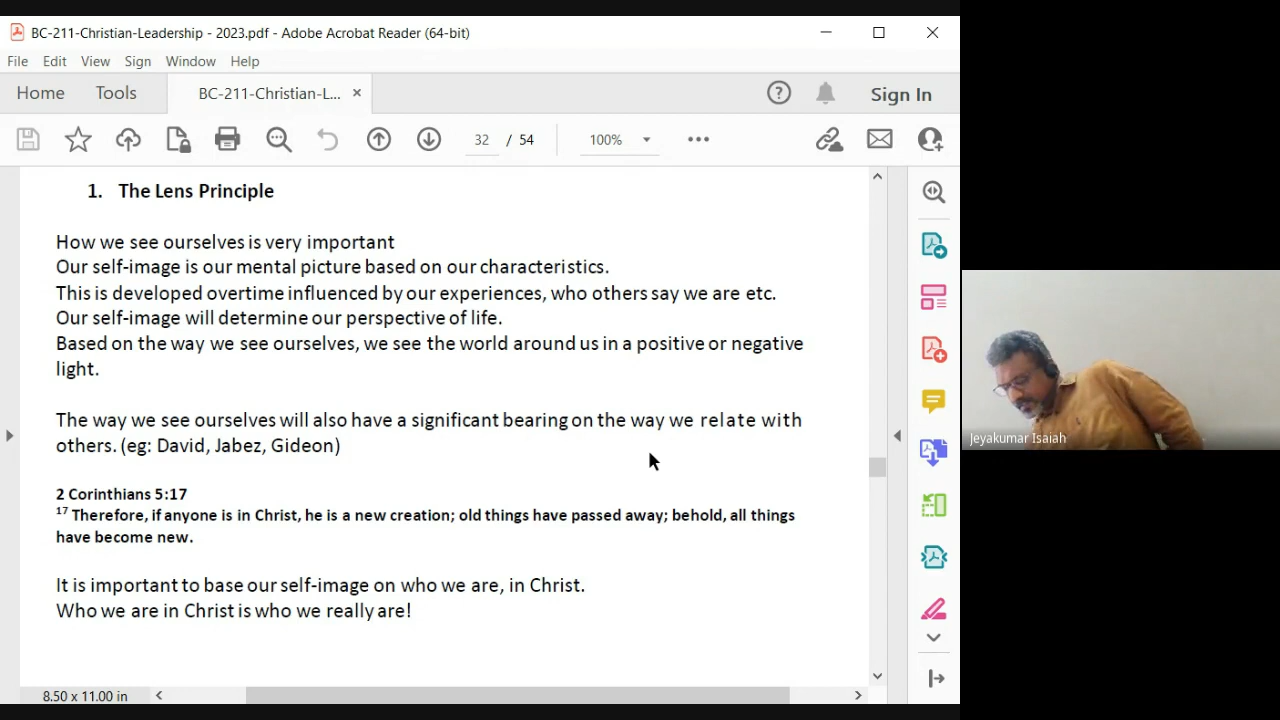 BC-211-Christian-Leadership - 2023.pdf - Adobe Acrobat Reader (64-bit)
File Edit View Sign Window Help
Home Tools BC-211-Christian-L... × Sign In
32 / 54 100%
1. The Lens Principle
How we see ourselves is very important
Our self-image is our mental picture based on our characteristics.
This is developed overtime influenced by our experiences, who others say we are etc.
Our self-image will determine our perspective of life.
Based on the way we see ourselves, we see the world around us in a positive or negative
light.
The way we see ourselves will also have a significant bearing on the way we relate with
others. (eg: David, Jabez, Gideon)
2 Corinthians 5:17
17 Therefore, if anyone is in Christ, he is a new creation; old things have passed away; behold, all things
have become new.
It is important to base our self-image on who we are, in Christ.
Who we are in Christ is who we really are!
8.50 x 11.00 in
Jeyakumar Isaiah